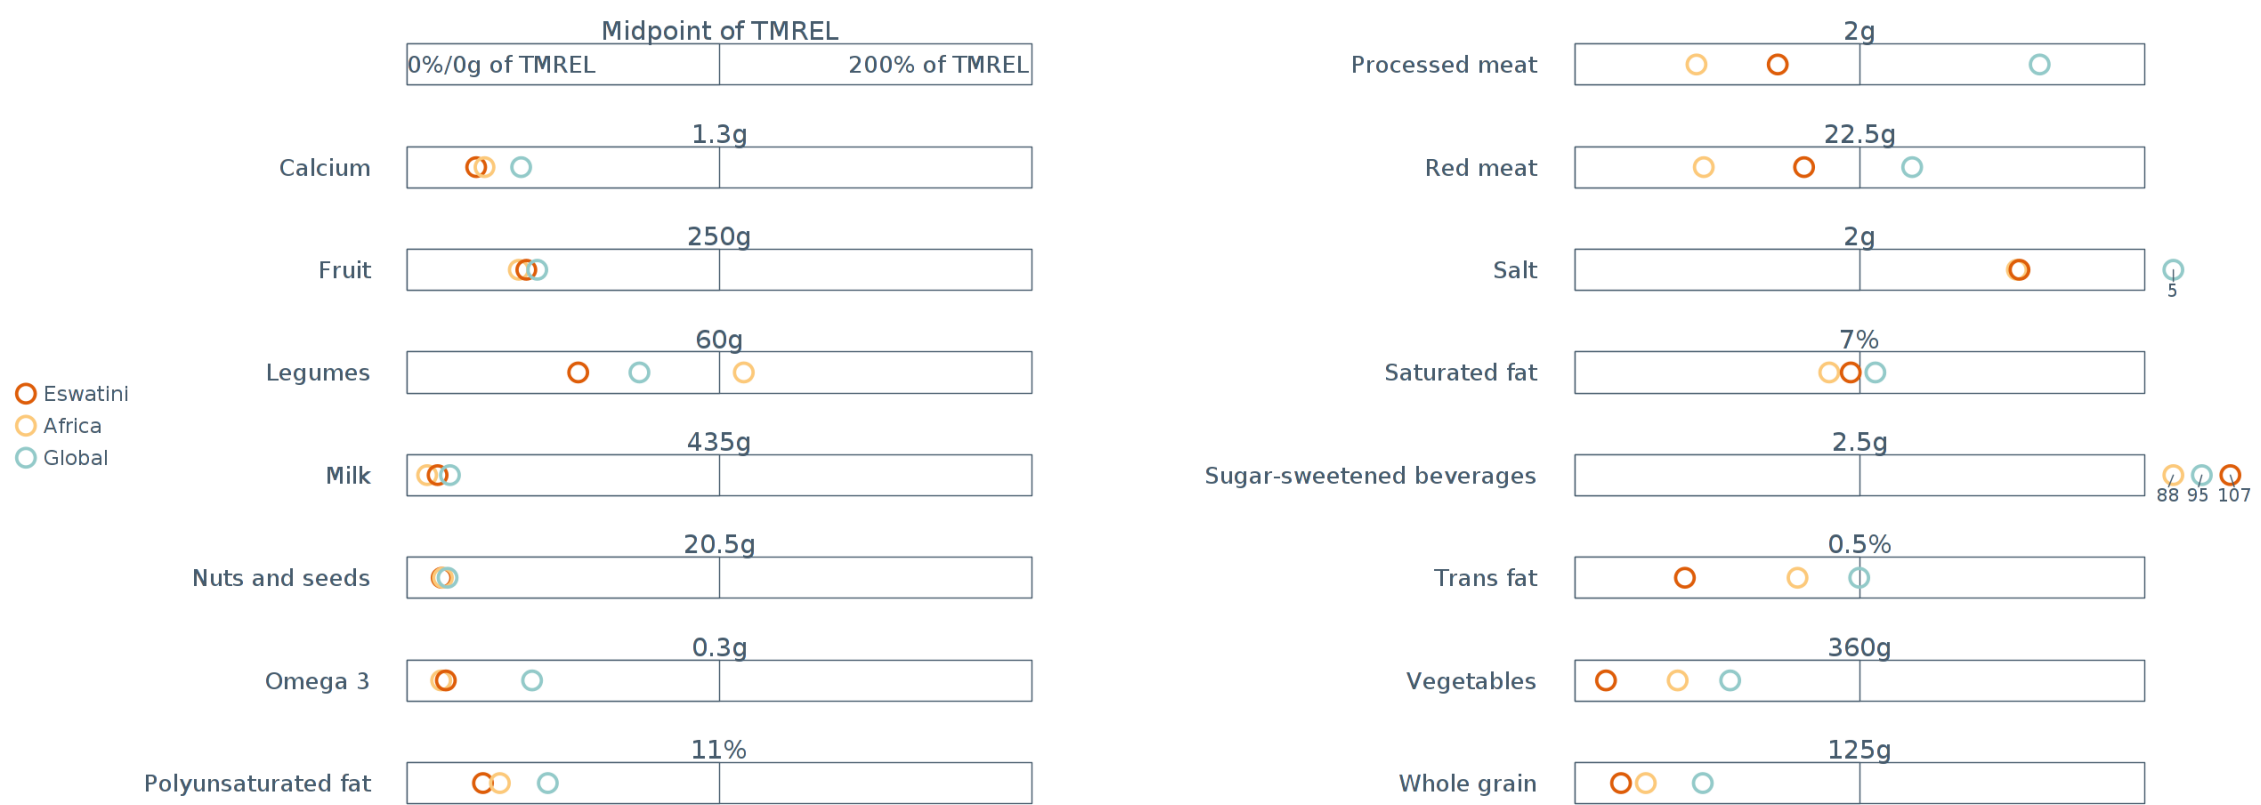 Midpoint of TMREL
0%/0g of TMREL
200% of TMREL
1.3g
Calcium
250g
Fruit
60g
Legumes
435g
Milk
20.5g
Nuts and seeds
0.3g
Omega 3
11%
Polyunsaturated fat
Eswatini
Africa
Global
2g
Processed meat
22.5g
Red meat
2g
Salt
5
7%
Saturated fat
2.5g
Sugar-sweetened beverages
88 95 107
0.5%
Trans fat
360g
Vegetables
125g
Whole grain